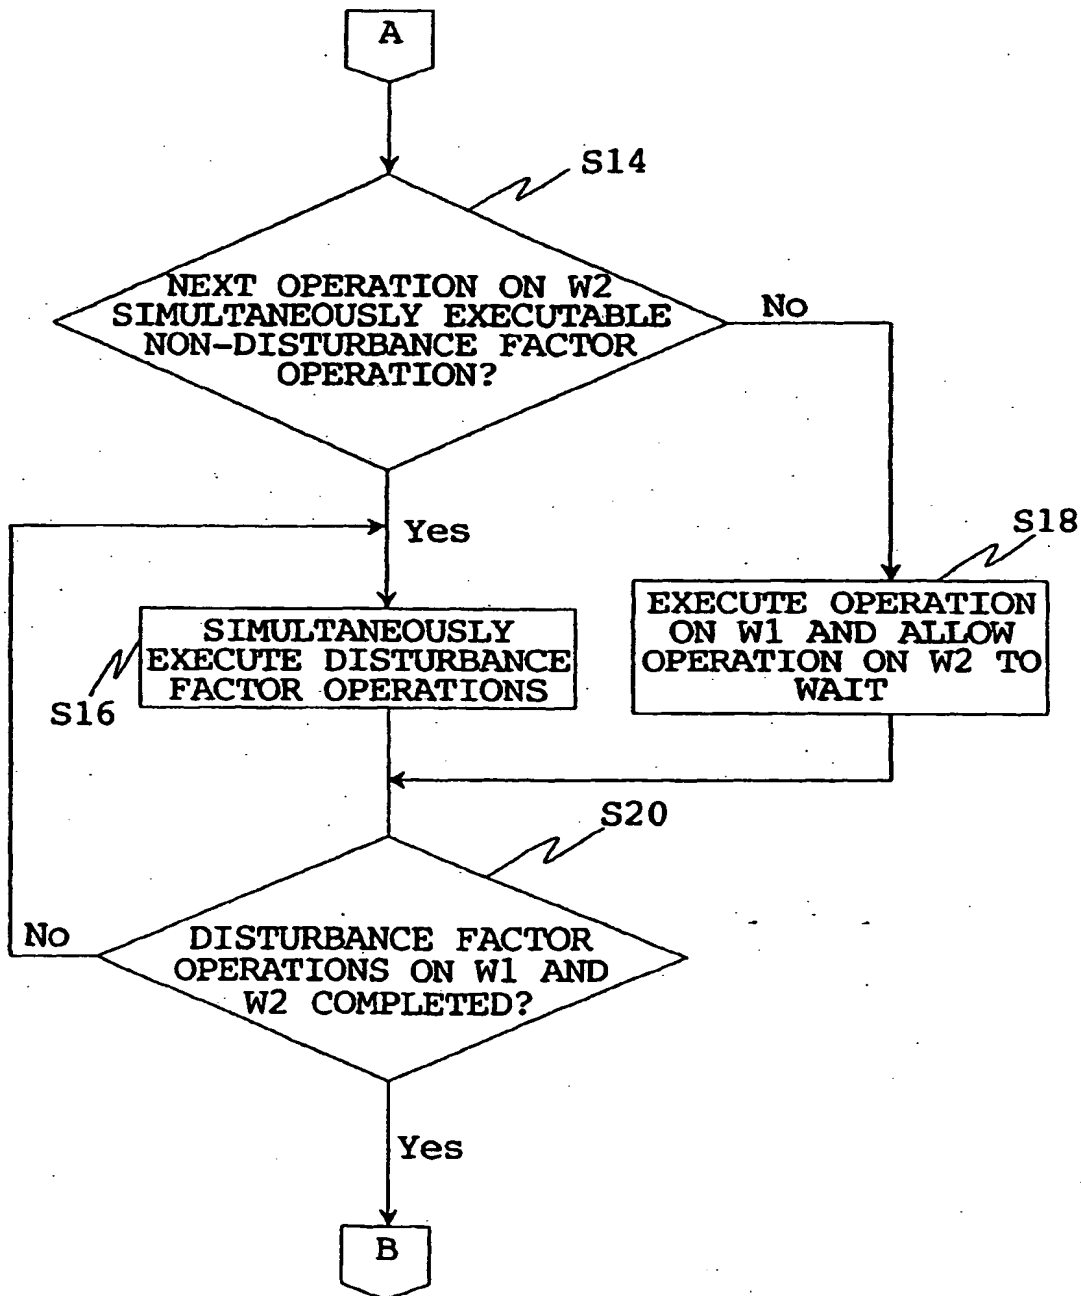 A
S14
NEXT OPERATION ON W2
SIMULTANEOUSLY EXECUTABLE
NON-DISTURBANCE FACTOR
OPERATION?
No
Yes
S18
SIMULTANEOUSLY
EXECUTE DISTURBANCE
FACTOR OPERATIONS
S16
EXECUTE OPERATION
ON W1 AND ALLOW
OPERATION ON W2 TO
WAIT
S20
No
DISTURBANCE FACTOR
OPERATIONS ON W1 AND
W2 COMPLETED?
Yes
B